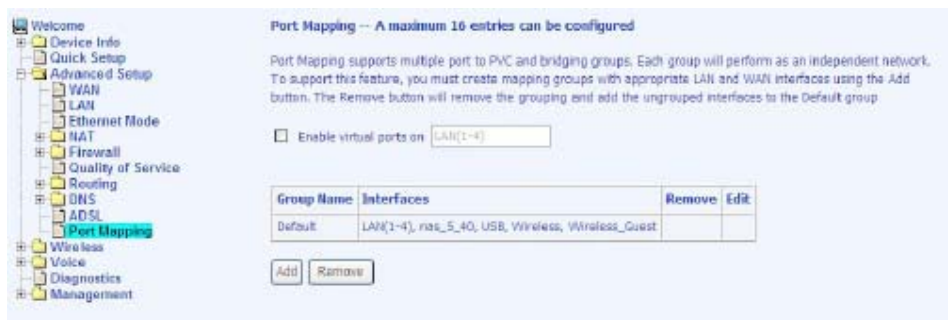 Welcome
Device Info
Quick Setup
Advanced Setup
WAN
LAN
Ethernet Mode
NAT
Firewall
Quality of Service
Routing
DNS
ADSL
Port Mapping
Wireless
Voice
Diagnostics
Management
Port Mapping -- A maximum 16 entries can be configured
Port Mapping supports multiple port to PVC and bridging groups. Each group will perform as an independent network.
To support this feature, you must create mapping groups with appropriate LAN and WAN interfaces using the Add
button. The Remove button will remove the grouping and add the ungrouped interfaces to the Default group
Enable virtual ports on LAN(1-4)
Group Name Interfaces Remove Edit
Default LAN(1-4), nas_5_40, USB, Wireless, Wireless_Guest
Add Remove